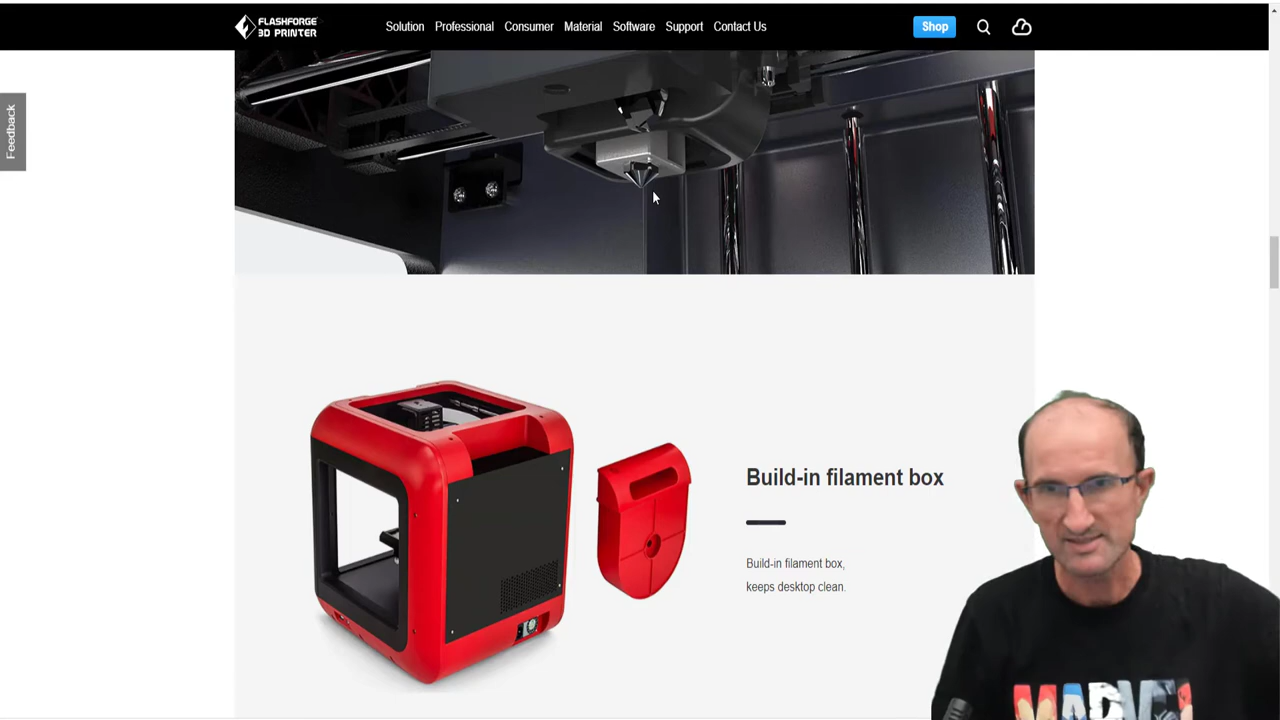 FLASHFORGE
3D PRINTER
Solution Professional Consumer Material Software Support Contact Us Shop
Feedback
Build-in filament box
Build-in filament box,
keeps desktop clean.
MARVEL